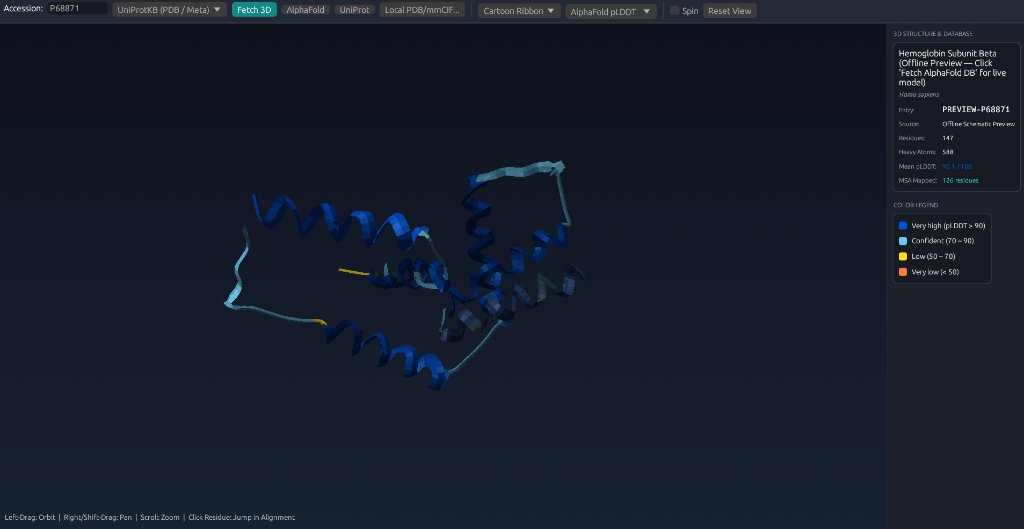 Accession: P68871 UniProtKB (PDB / Meta) Fetch 3D AlphaFold UniProt Local PDB/mmCIF... Cartoon Ribbon AlphaFold pLDDT Spin Reset View
3D STRUCTURE & DATABASE
Hemoglobin Subunit Beta
(Offline Preview — Click
'Fetch AlphaFold DB' for live
model)
Homo sapiens
Entry: PREVIEW-P68871
Source: Offline Schematic Preview
Residues: 147
Heavy Atoms: 588
Mean pLDDT: 90.1 / 100
MSA Mapped: 126 residues
COLOR LEGEND
Very high (pLDDT > 90)
Confident (70 – 90)
Low (50 – 70)
Very low (< 50)
Left-Drag: Orbit | Right/Shift-Drag: Pan | Scroll: Zoom | Click Residue: Jump in Alignment